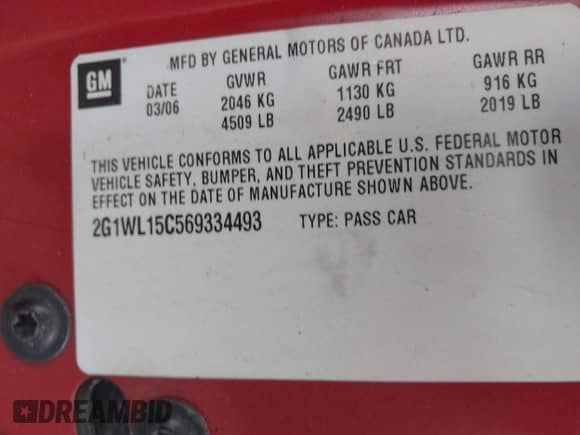 MFD BY GENERAL MOTORS OF CANADA LTD.
GM
DATE GVWR GAWR FRT GAWR RR
03/06 2046 KG 1130 KG 916 KG
4509 LB 2490 LB 2019 LB
THIS VEHICLE CONFORMS TO ALL APPLICABLE U.S. FEDERAL MOTOR
VEHICLE SAFETY, BUMPER, AND THEFT PREVENTION STANDARDS IN
EFFECT ON THE DATE OF MANUFACTURE SHOWN ABOVE.
2G1WL15C569334493 TYPE: PASS CAR
DREAMBID